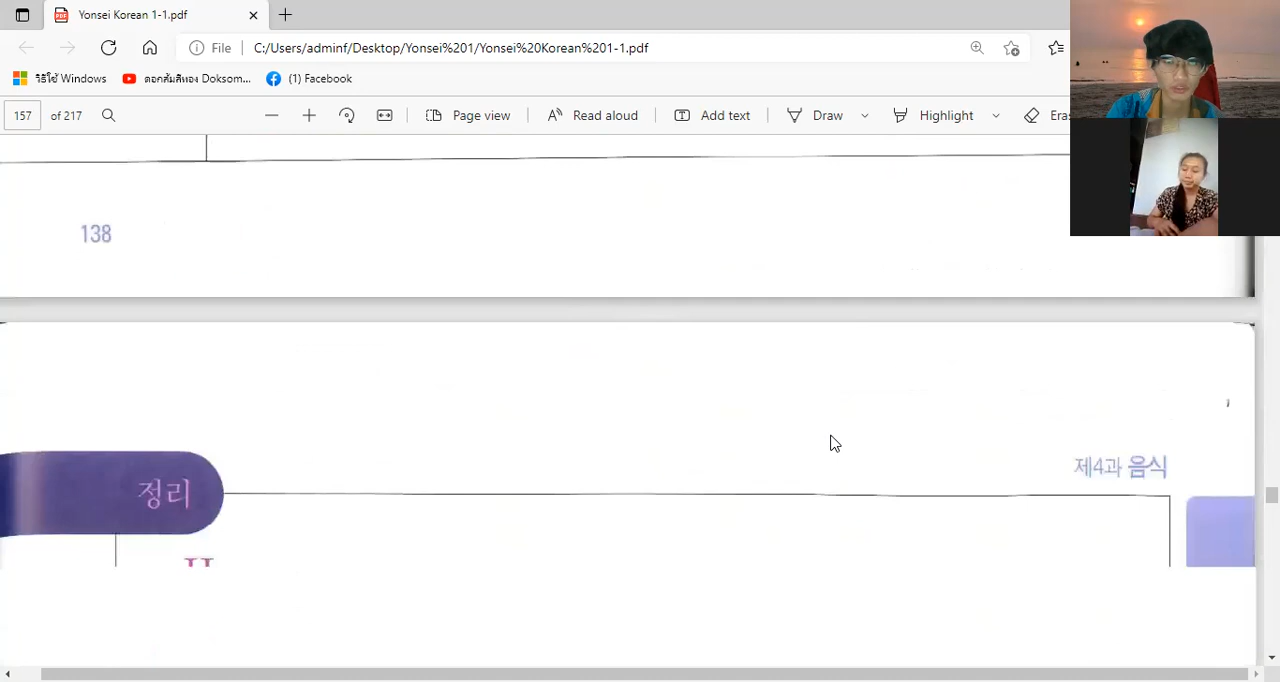 Yonsei Korean 1-1.pdf
File C:/Users/adminf/Desktop/Yonsei%201/Yonsei%20Korean%201-1.pdf
วิธีใช้ Windows ดอกส้มสีทอง Doksom... (1) Facebook
157 of 217 Page view Read aloud Add text Draw Highlight Era
138
제4과 음식
정리